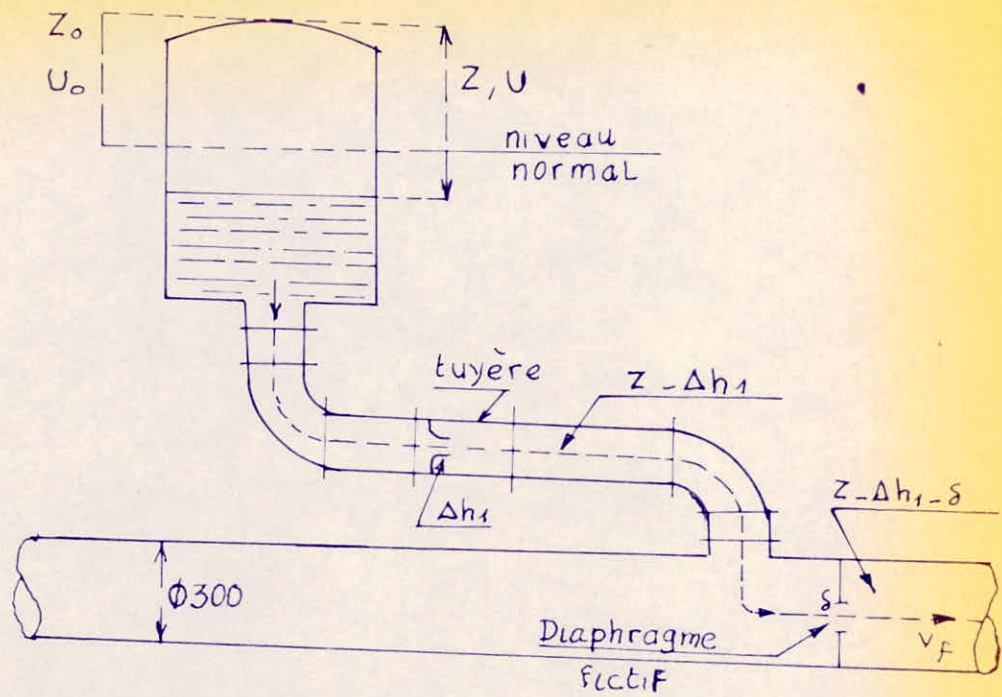 Z₀
U₀
Z, U
niveau
normal
tuyère
Z - Δh₁
Δh₁
Z - Δh₁ - δ
Φ300
δ
Diaphragme
fictif
v_f